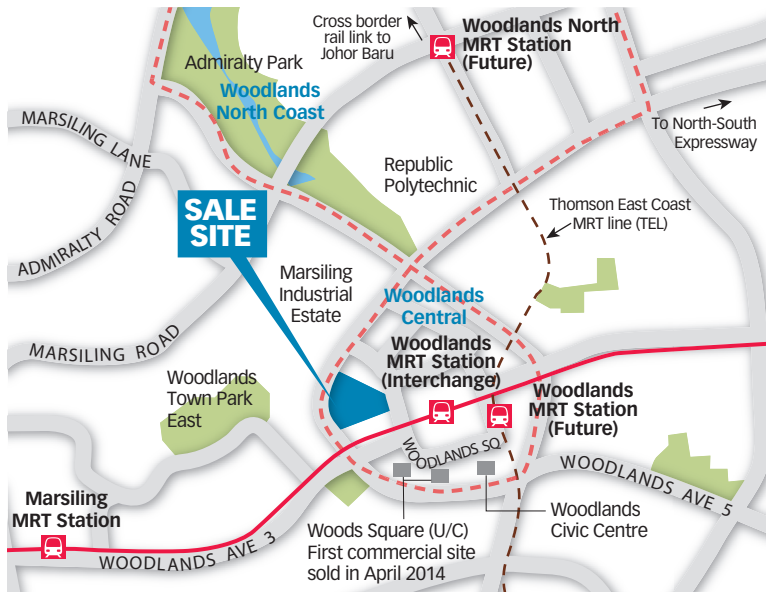 Cross border
rail link to
Johor Baru
Woodlands North
MRT Station
(Future)
Admiralty Park
Woodlands
North Coast
MARSILING LANE
To North-South
Expressway
Republic
Polytechnic
SALE
SITE
Thomson East Coast
MRT line (TEL)
ADMIRALTY ROAD
Marsiling
Industrial
Estate
Woodlands
Central
MARSILING ROAD
Woodlands
MRT Station
(Interchange)
Woodlands
Town Park
East
Woodlands
MRT Station
(Future)
WOODLANDS SQ
WOODLANDS AVE 5
Marsiling
MRT Station
Woods Square (U/C)
First commercial site
sold in April 2014
Woodlands
Civic Centre
WOODLANDS AVE 3